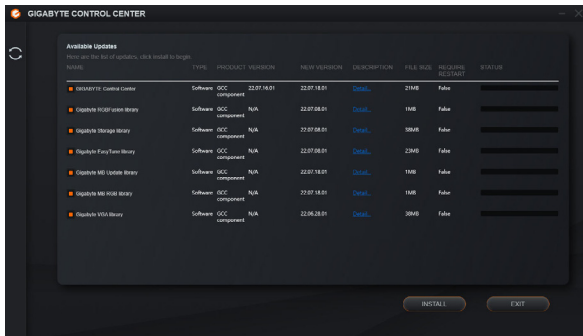 GIGABYTE CONTROL CENTER
Available Updates
Here are the list of updates, click install to begin.
NAME TYPE PRODUCT VERSION NEW VERSION DESCRIPTION FILE SIZE REQUIRE RESTART STATUS
GIGABYTE Control Center Software GCC component 22.07.16.01 22.07.18.01 Detail... 21MB False
Gigabyte RGBFusion library Software GCC component N/A 22.07.08.01 Detail... 1MB False
Gigabyte Storage library Software GCC component N/A 22.07.08.01 Detail... 38MB False
Gigabyte EasyTune library Software GCC component N/A 22.07.08.01 Detail... 23MB False
Gigabyte MB Update library Software GCC component N/A 22.07.18.01 Detail... 1MB False
Gigabyte MB RGB library Software GCC component N/A 22.07.18.01 Detail... 1MB False
Gigabyte VGA library Software GCC component N/A 22.06.28.01 Detail... 38MB False
INSTALL EXIT